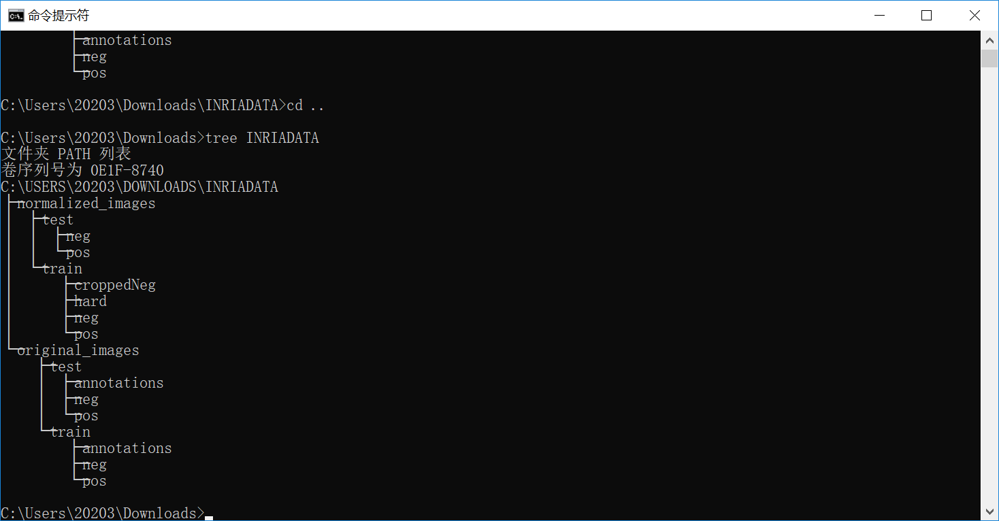 命令提示符
annotations
neg
pos
C:\Users\20203\Downloads\INRIADATA>cd ..
C:\Users\20203\Downloads>tree INRIADATA
文件夹 PATH 列表
卷序列号为 0E1F-8740
C:\USERS\20203\DOWNLOADS\INRIADATA
normalized_images
test
neg
pos
train
croppedNeg
hard
neg
pos
original_images
test
annotations
neg
pos
train
annotations
neg
pos
C:\Users\20203\Downloads>